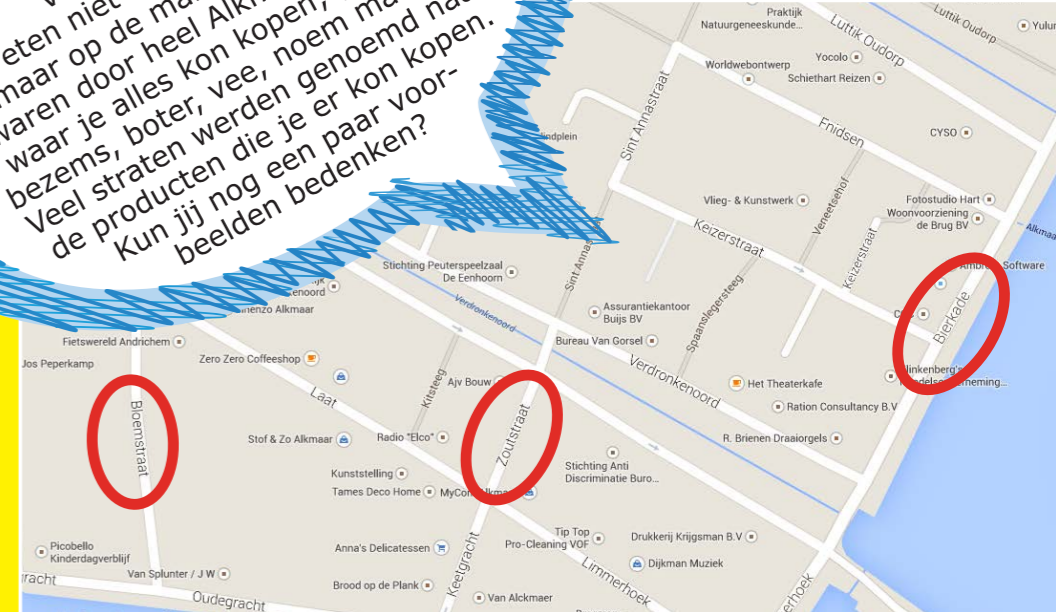 eten niet
maar op de
waren door heel Alkm
waar je alles kon kopen,
bezems, boter, vee, noem ma
Veel straten werden genoemd na
de producten die je er kon kopen.
Kun jij nog een paar voor-
beelden bedenken?
Praktijk
Natuurgeneeskunde...
Luttik Oudorp
Luttik Oudorp
Worldwebontwerp
Yocolo
Schiethart Reizen
Sint Annastraat
Fnidsen
CYSO
Vlieg- & Kunstwerk
Veneetsehof
Fotostudio Hart
Woonvoorziening
de Brug BV
Keizerstraat
Keizerstraat
Software
Bierkade
Stichting Peuterspeelzaal
De Eenhoorn
Verdronkenoord
Assurantiekantoor
Buijs BV
Bureau Van Gorsel
Spaanslegersteeg
Verdronkenoord
Het Theaterkafe
Ration Consultancy B.V
R. Brienen Draaiorgels
Alkmaar
Fietswereld Andrichem
Jos Peperkamp
Zero Zero Coffeeshop
Laat
Kitsteeg
Ajv Bouw
Zoutstraat
Bloemstraat
Stof & Zo Alkmaar
Radio "Elco"
Kunststelling
Tames Deco Home
Stichting Anti
Discriminatie Buro...
Tip Top
Pro-Cleaning VOF
Drukkerij Krijgsman B.V
Dijkman Muziek
Anna's Delicatessen
Keetgracht
Limmerhoek
Picobello
Kinderdagverblijf
Van Splunter / J W
Oudegracht
Brood op de Plank
Van Alckmaer